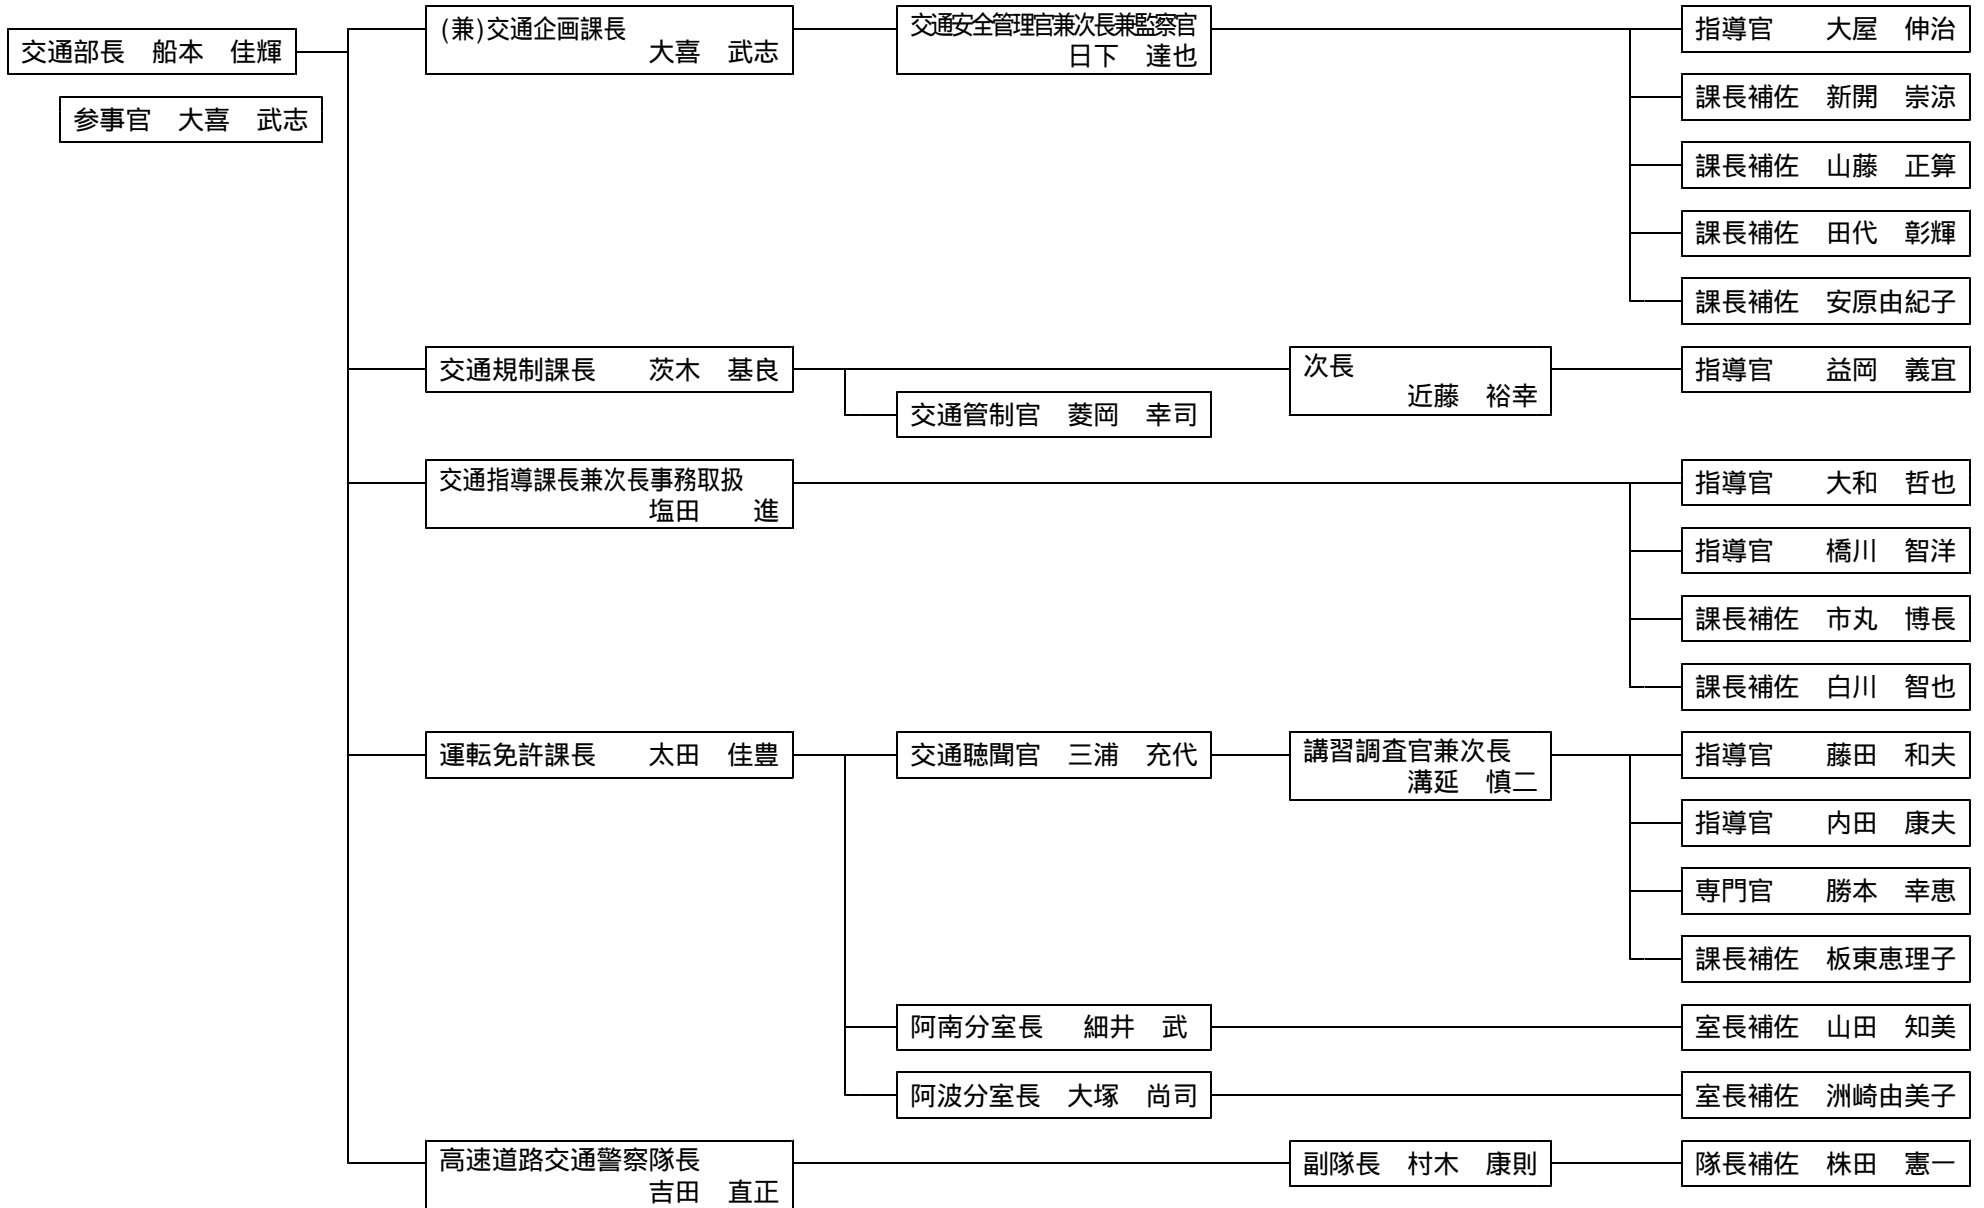 交通部長　船本　佳輝
参事官　大喜　武志
(兼)交通企画課長
大喜　武志
交通安全管理官兼次長兼監察官
日下　達也
指導官　　大屋　伸治
課長補佐　新開　崇涼
課長補佐　山藤　正算
課長補佐　田代　彰輝
課長補佐　安原由紀子
交通規制課長　　茨木　基良
交通管制官　菱岡　幸司
次長
近藤　裕幸
指導官　　益岡　義宜
交通指導課長兼次長事務取扱
塩田　　進
指導官　　大和　哲也
指導官　　橋川　智洋
課長補佐　市丸　博長
課長補佐　白川　智也
運転免許課長　　太田　佳豊
交通聴聞官　三浦　充代
講習調査官兼次長
溝延　慎二
指導官　　藤田　和夫
指導官　　内田　康夫
専門官　　勝本　幸恵
課長補佐　板東恵理子
阿南分室長　細井　武
室長補佐　山田　知美
阿波分室長　大塚　尚司
室長補佐　洲崎由美子
高速道路交通警察隊長
吉田　直正
副隊長　村木　康則
隊長補佐　株田　憲一